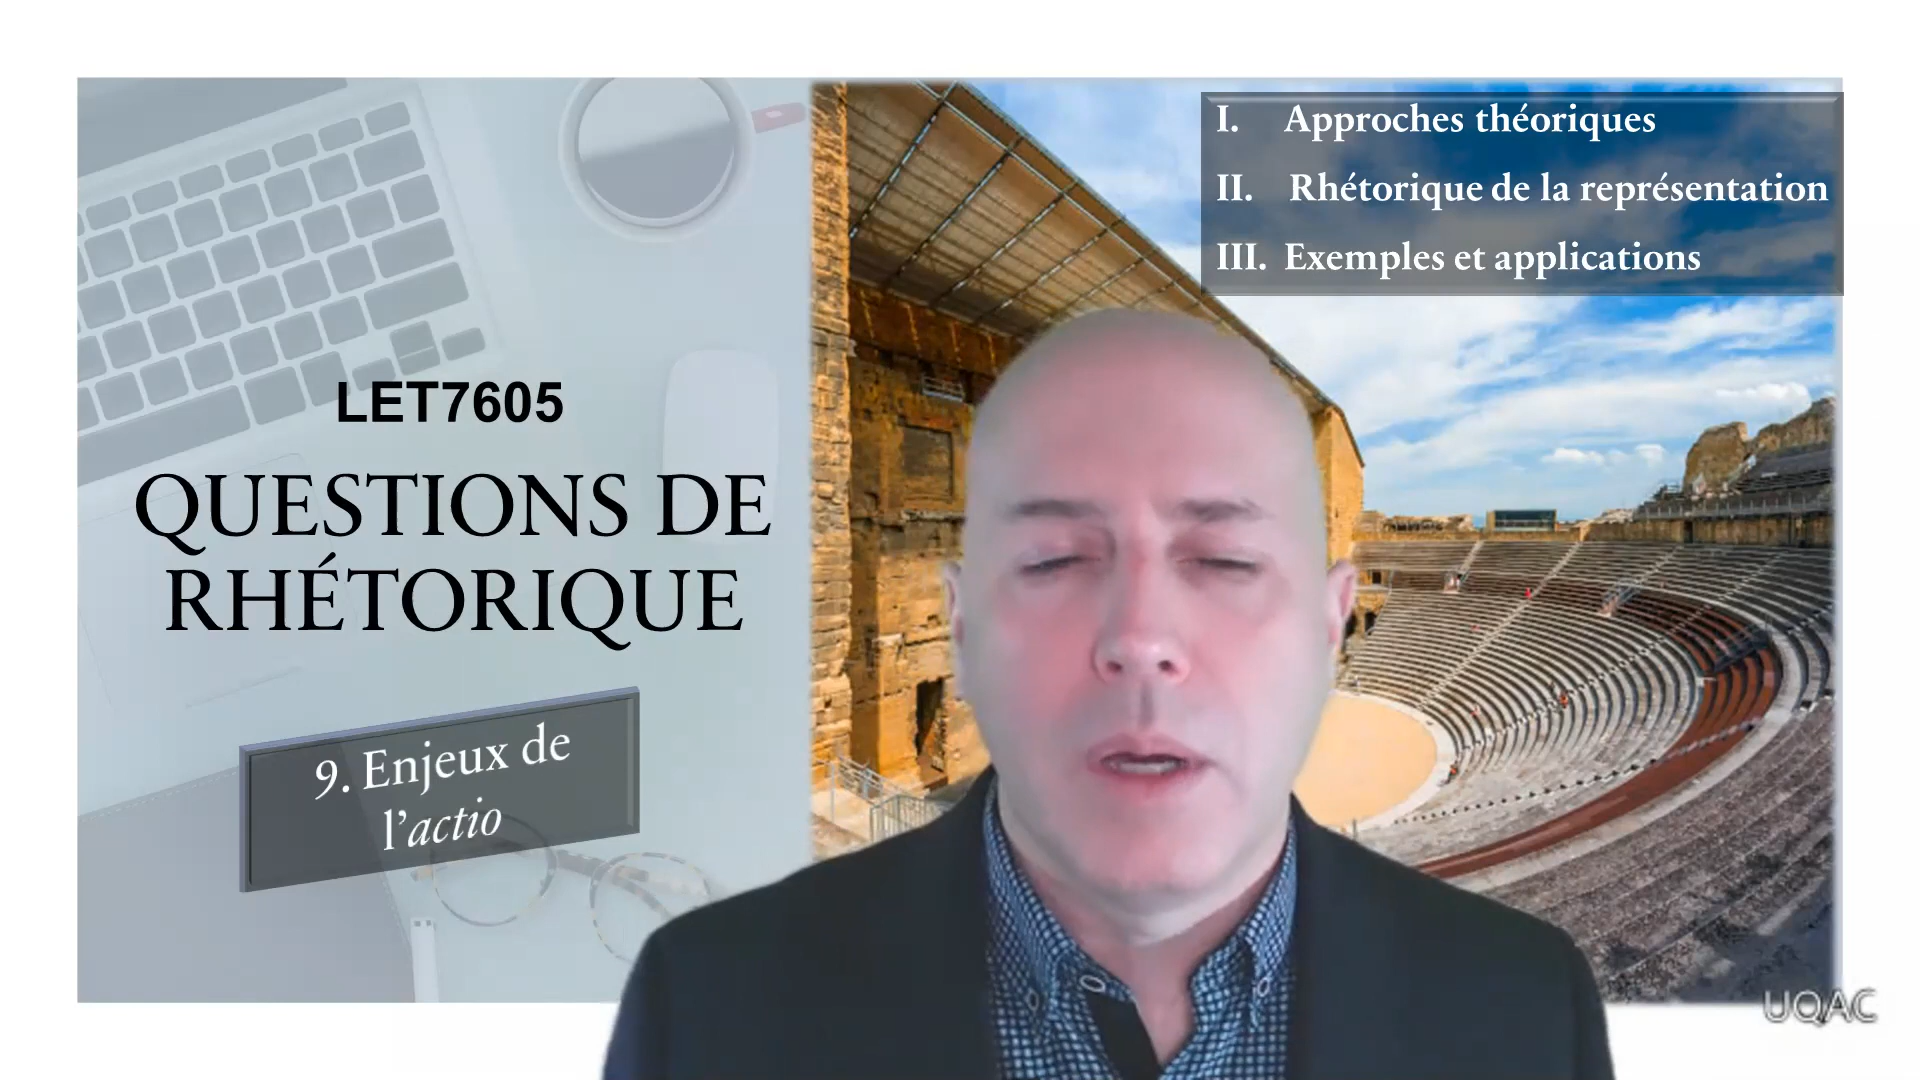 LET7605
QUESTIONS DE
RHÉTORIQUE
9. Enjeux de
l’actio
I. Approches théoriques
II. Rhétorique de la représentation
III. Exemples et applications
UQAC